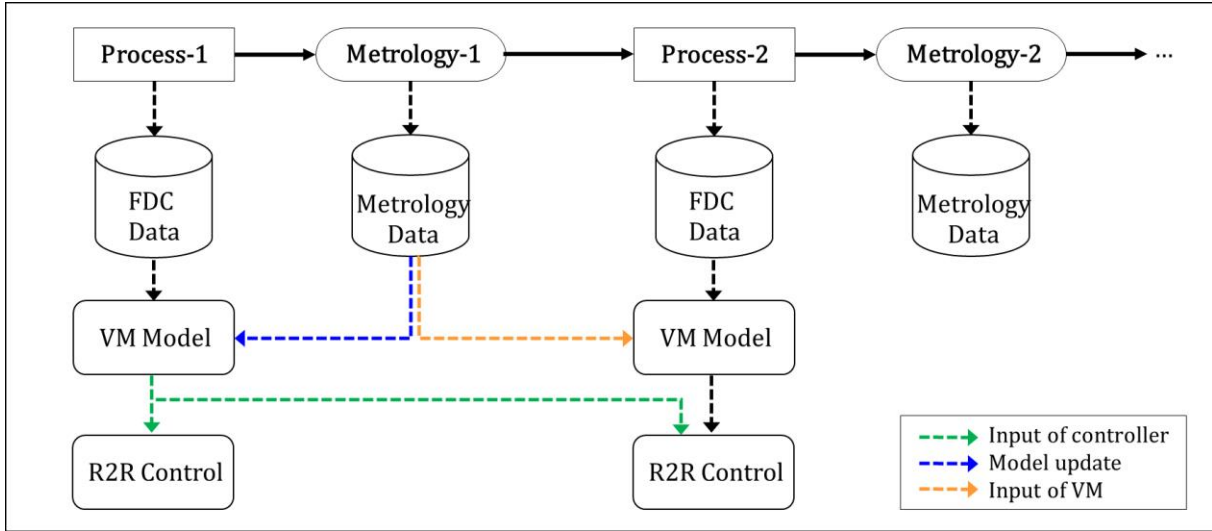 Process-1
Metrology-1
Process-2
Metrology-2
...
FDC
Data
Metrology
Data
FDC
Data
Metrology
Data
VM Model
VM Model
R2R Control
R2R Control
Input of controller
Model update
Input of VM